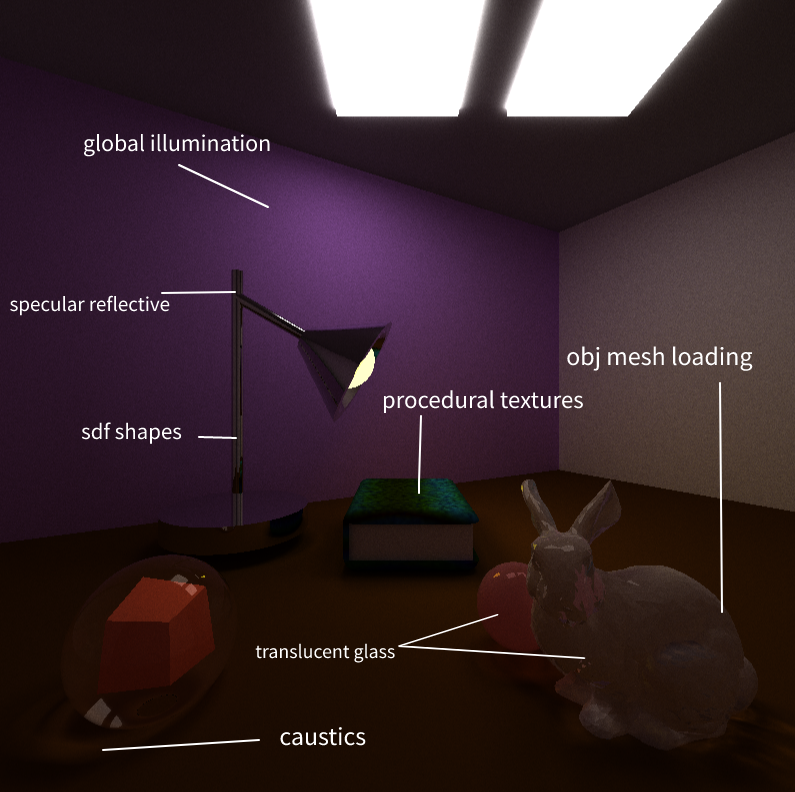 global illumination
specular reflective
obj mesh loading
procedural textures
sdf shapes
translucent glass
caustics